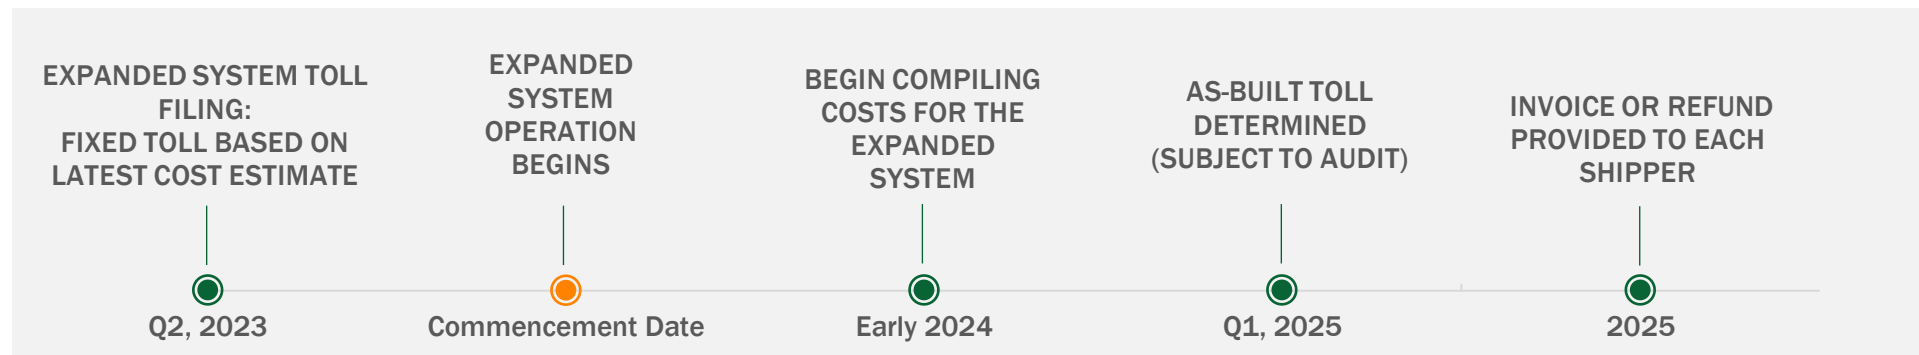 EXPANDED SYSTEM TOLL
FILING:
FIXED TOLL BASED ON
LATEST COST ESTIMATE
EXPANDED
SYSTEM
OPERATION
BEGINS
BEGIN COMPILING
COSTS FOR THE
EXPANDED
SYSTEM
AS-BUILT TOLL
DETERMINED
(SUBJECT TO AUDIT)
INVOICE OR REFUND
PROVIDED TO EACH
SHIPPER
Q2, 2023
Commencement Date
Early 2024
Q1, 2025
2025